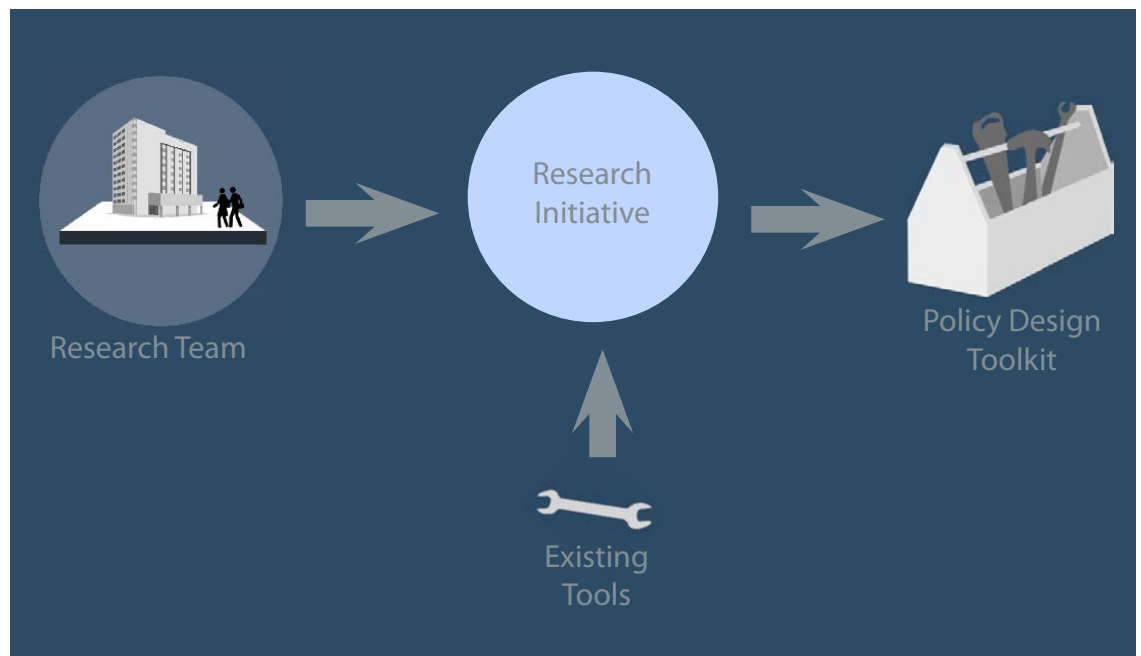 Research
Initiative
Research Team
Policy Design
Toolkit
Existing
Tools